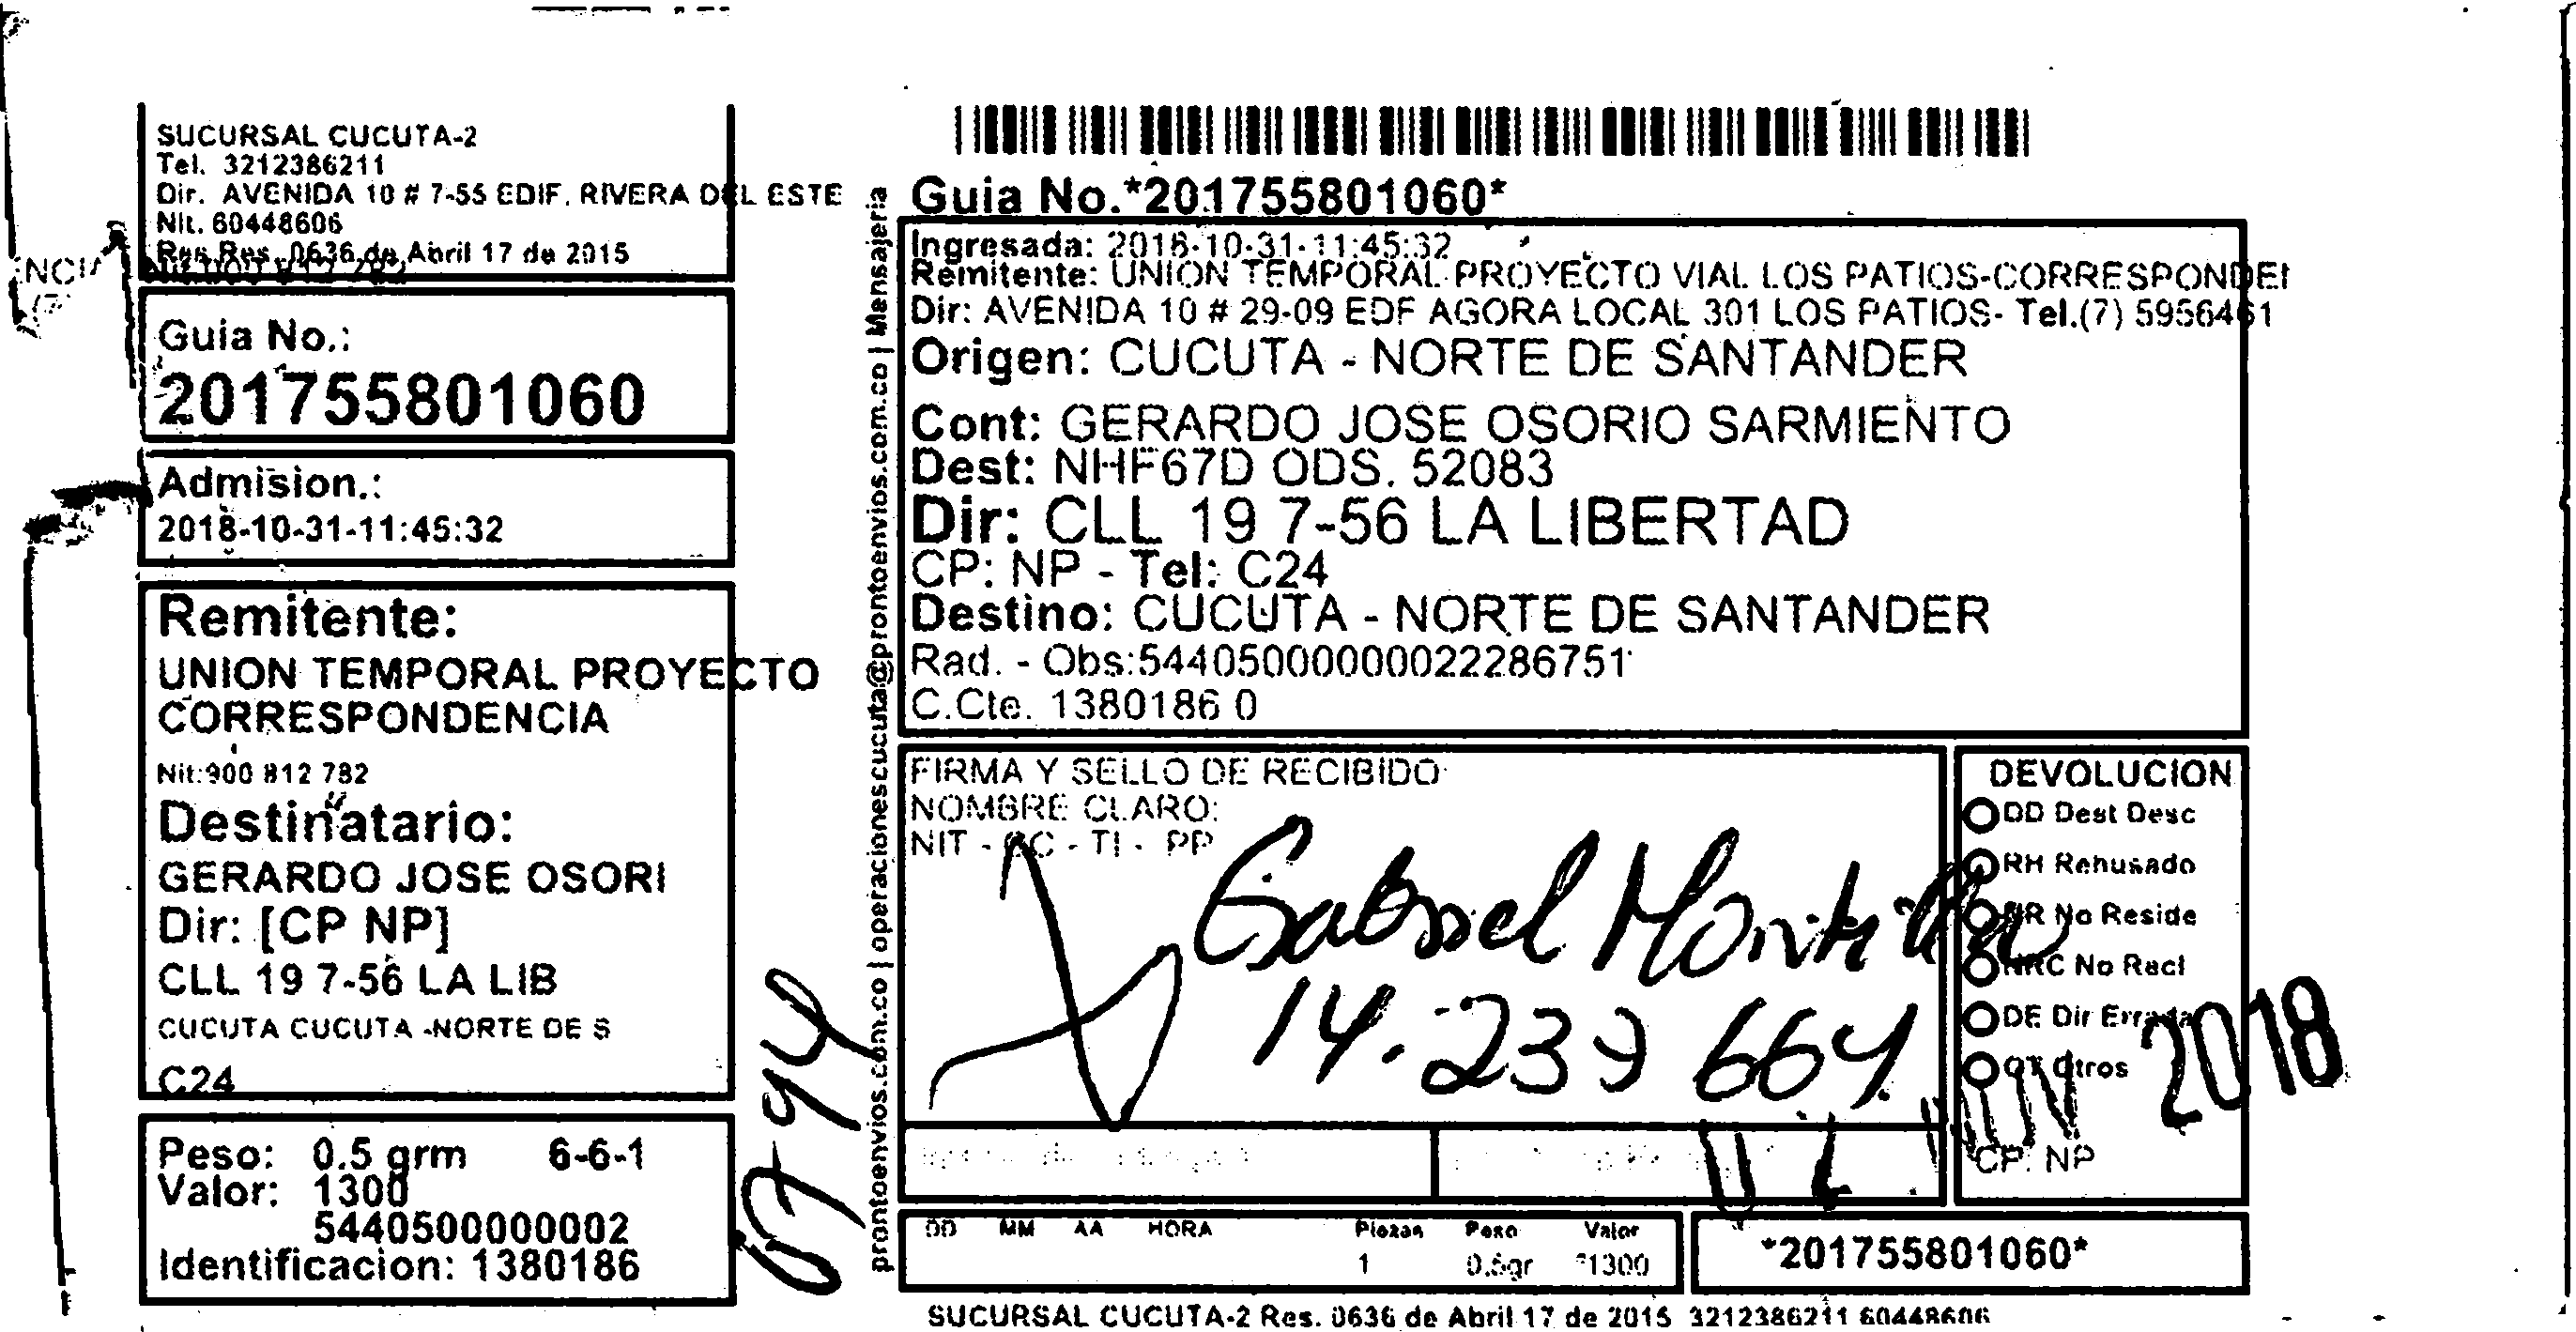 SUCURSAL CUCUTA-2
Tel. 3212386211
Dir. AVENIDA 10 # 7-55 EDIF. RIVERA DEL ESTE
Nit. 60448606
Res Res. 0636 de Abril 17 de 2015
Guia No.:
201755801060
Admision.:
2018-10-31-11:45:32
Remitente:
UNION TEMPORAL PROYECTO
CORRESPONDENCIA
Nit:900 812 782
Destinatario:
GERARDO JOSE OSORI
Dir: [CP NP]
CLL 19 7-56 LA LIB
CUCUTA CUCUTA -NORTE DE S
C24
Peso: 0.5 grm 6-6-1
Valor: 1300
5440500000002
Identificacion: 1380186
prontoenvios.com.co | operacionescucuta@prontoenvios.com.co | Mensajeria
Guia No.*201755801060*
Ingresada: 2018-10-31-11:45:32
Remitente: UNION TEMPORAL PROYECTO VIAL LOS PATIOS-CORRESPONDEI
Dir: AVENIDA 10 # 29-09 EDF AGORA LOCAL 301 LOS PATIOS- Tel.(7) 5956461
Origen: CUCUTA - NORTE DE SANTANDER
Cont: GERARDO JOSE OSORIO SARMIENTO
Dest: NHF67D ODS. 52083
Dir: CLL 19 7-56 LA LIBERTAD
CP: NP - Tel: C24
Destino: CUCUTA - NORTE DE SANTANDER
Rad. - Obs:544050000000022286751
C.Cte. 1380186 0
FIRMA Y SELLO DE RECIBIDO
NOMBRE CLARO:
NIT - CC - TI - PP
Gabriel
14.239 664
DEVOLUCION
DD Dest Desc
RH Rehusado
NR No Reside
NRC No Recl
DE Dir Errada
OT Otros
2018
CP: NP
DD MM AA HORA Piezas Peso Valor
1 0.5gr 1300
*201755801060*
SUCURSAL CUCUTA-2 Res. 0636 de Abril 17 de 2015 3212386211 60448606